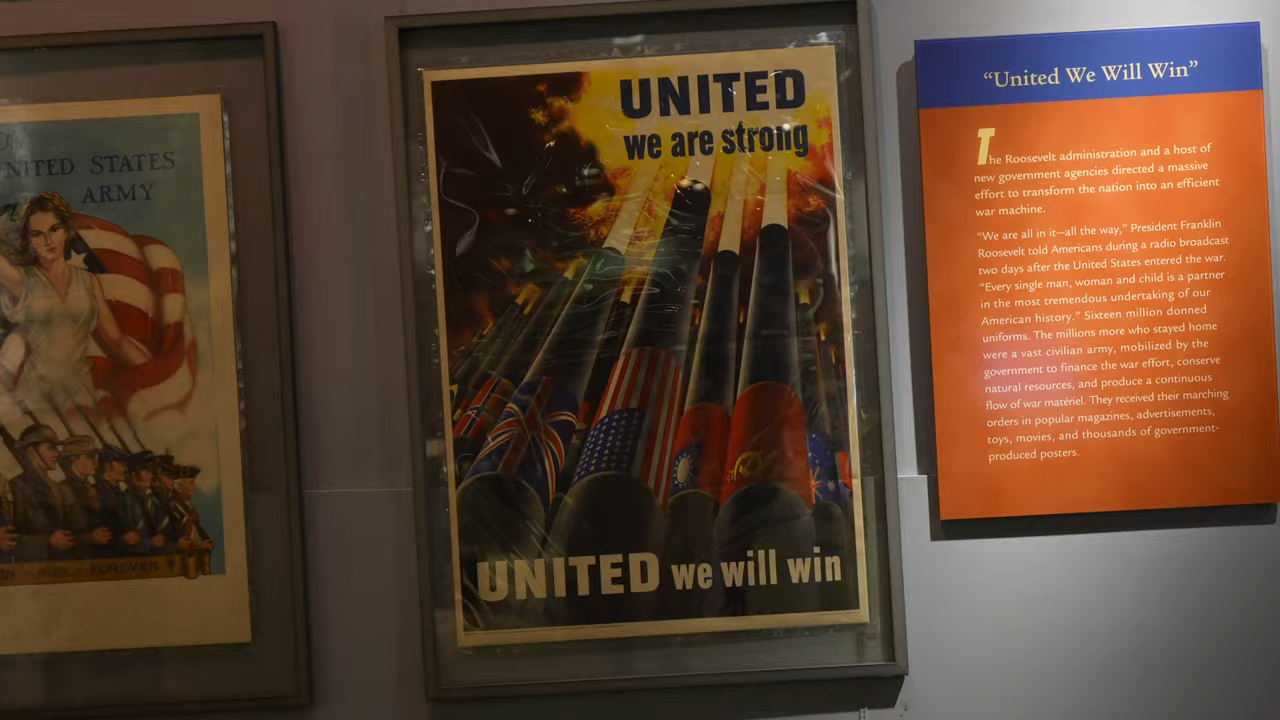 UNITED STATES
ARMY
FOREVER
UNITED
we are strong
UNITED we will win
“United We Will Win”
The Roosevelt administration and a host of
new government agencies directed a massive
effort to transform the nation into an efficient
war machine.
“We are all in it—all the way,” President Franklin
Roosevelt told Americans during a radio broadcast
two days after the United States entered the war.
“Every single man, woman and child is a partner
in the most tremendous undertaking of our
American history.” Sixteen million donned
uniforms. The millions more who stayed home
were a vast civilian army, mobilized by the
government to finance the war effort, conserve
natural resources, and produce a continuous
flow of war matériel. They received their marching
orders in popular magazines, advertisements,
toys, movies, and thousands of government-
produced posters.